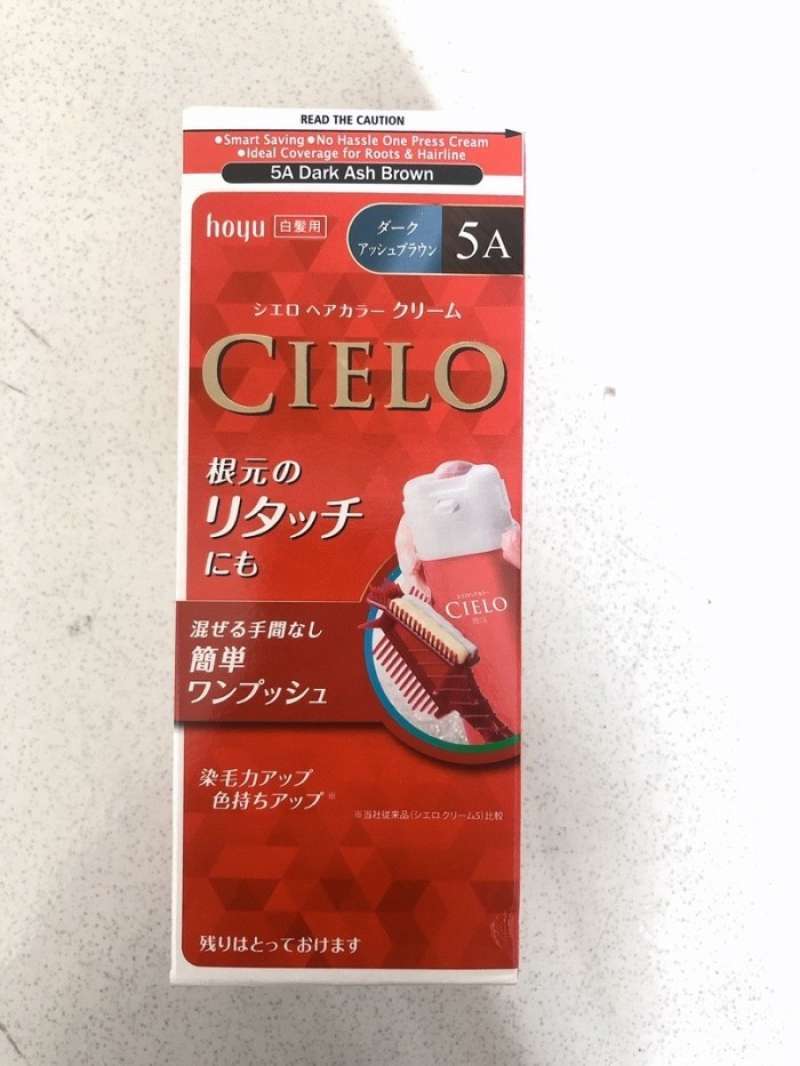 READ THE CAUTION
●Smart Saving ●No Hassle One Press Cream
●Ideal Coverage for Roots & Hairline
5A Dark Ash Brown
hoyu 白髪用
ダーク
アッシュブラウン
5A
シエロ ヘアカラー クリーム
CIELO
根元の
リタッチ
にも
CIELO
混ぜる手間なし
簡単
ワンプッシュ
染毛力アップ
色持ちアップ※
※当社従来品(シエロ クリームS)比較
残りはとっておけます